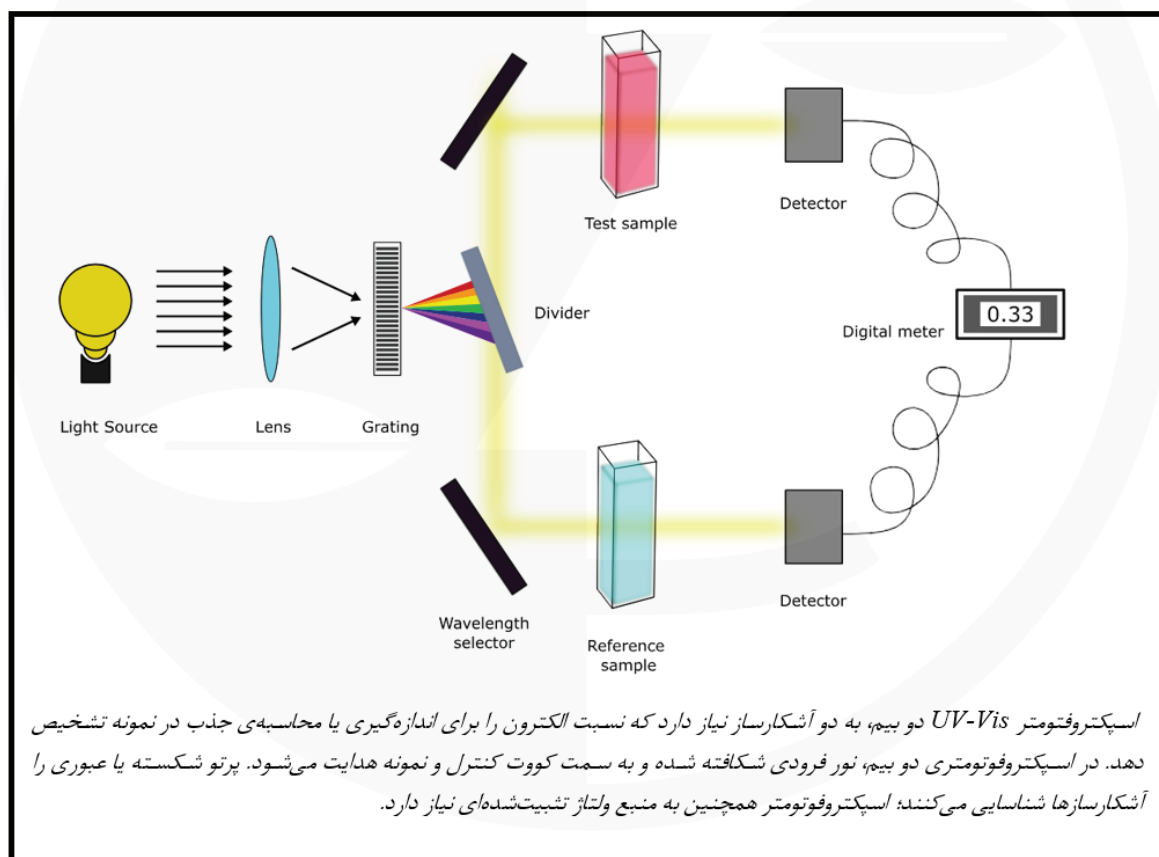 Test sample
Detector
Divider
0.33
Digital meter
Light Source
Lens
Grating
Detector
Wavelength
selector
Reference
sample
اسپکتروفتومتر UV-Vis دو بیم، به دو آشکارساز نیاز دارد که نسبت الکترون را برای اندازه‌گیری یا محاسبه‌ی جذب در نمونه تشخیص
دهد. در اسپکتروفوتومتری دو بیم، نور فرودی شکافته شده و به سمت کووت کنترل و نمونه هدایت می‌شود. پرتو شکسته یا عبوری را
آشکارسازها شناسایی می‌کنند؛ اسپکتروفوتومتر همچنین به منبع ولتاژ تثبیت‌شده‌ای نیاز دارد.